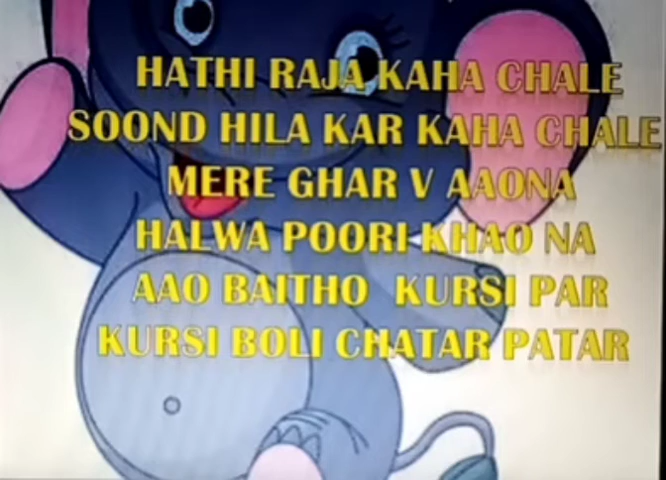 HATHI RAJA KAHA CHALE
SOOND HILA KAR KAHA CHALE
MERE GHAR V AAONA
HALWA POORI KHAO NA
AAO BAITHO KURSI PAR
KURSI BOLI CHATAR PATAR